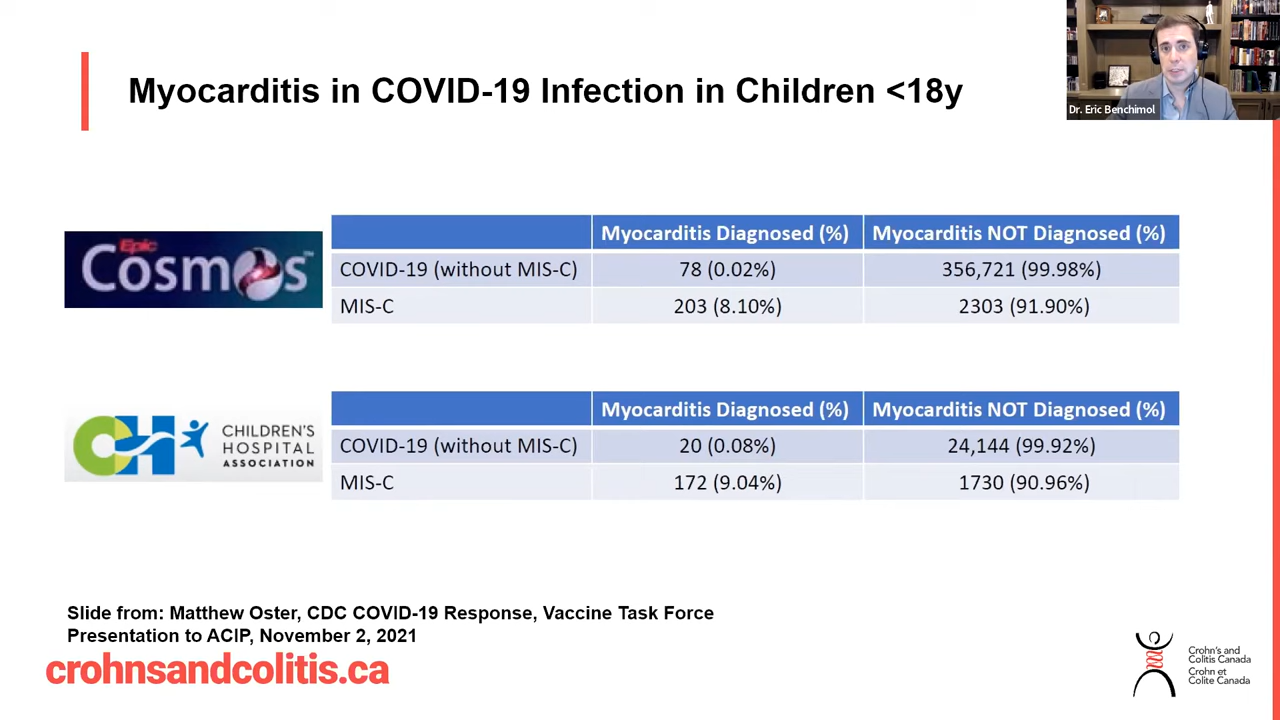 Myocarditis in COVID-19 Infection in Children <18y
Dr. Eric Benchimol
Epic
Cosmos™
Myocarditis Diagnosed (%) Myocarditis NOT Diagnosed (%)
COVID-19 (without MIS-C) 78 (0.02%) 356,721 (99.98%)
MIS-C 203 (8.10%) 2303 (91.90%)
CH
CHILDREN'S
HOSPITAL
ASSOCIATION
Myocarditis Diagnosed (%) Myocarditis NOT Diagnosed (%)
COVID-19 (without MIS-C) 20 (0.08%) 24,144 (99.92%)
MIS-C 172 (9.04%) 1730 (90.96%)
Slide from: Matthew Oster, CDC COVID-19 Response, Vaccine Task Force
Presentation to ACIP, November 2, 2021
crohnsandcolitis.ca
Crohn's and
Colitis Canada
Crohn et
Colite Canada